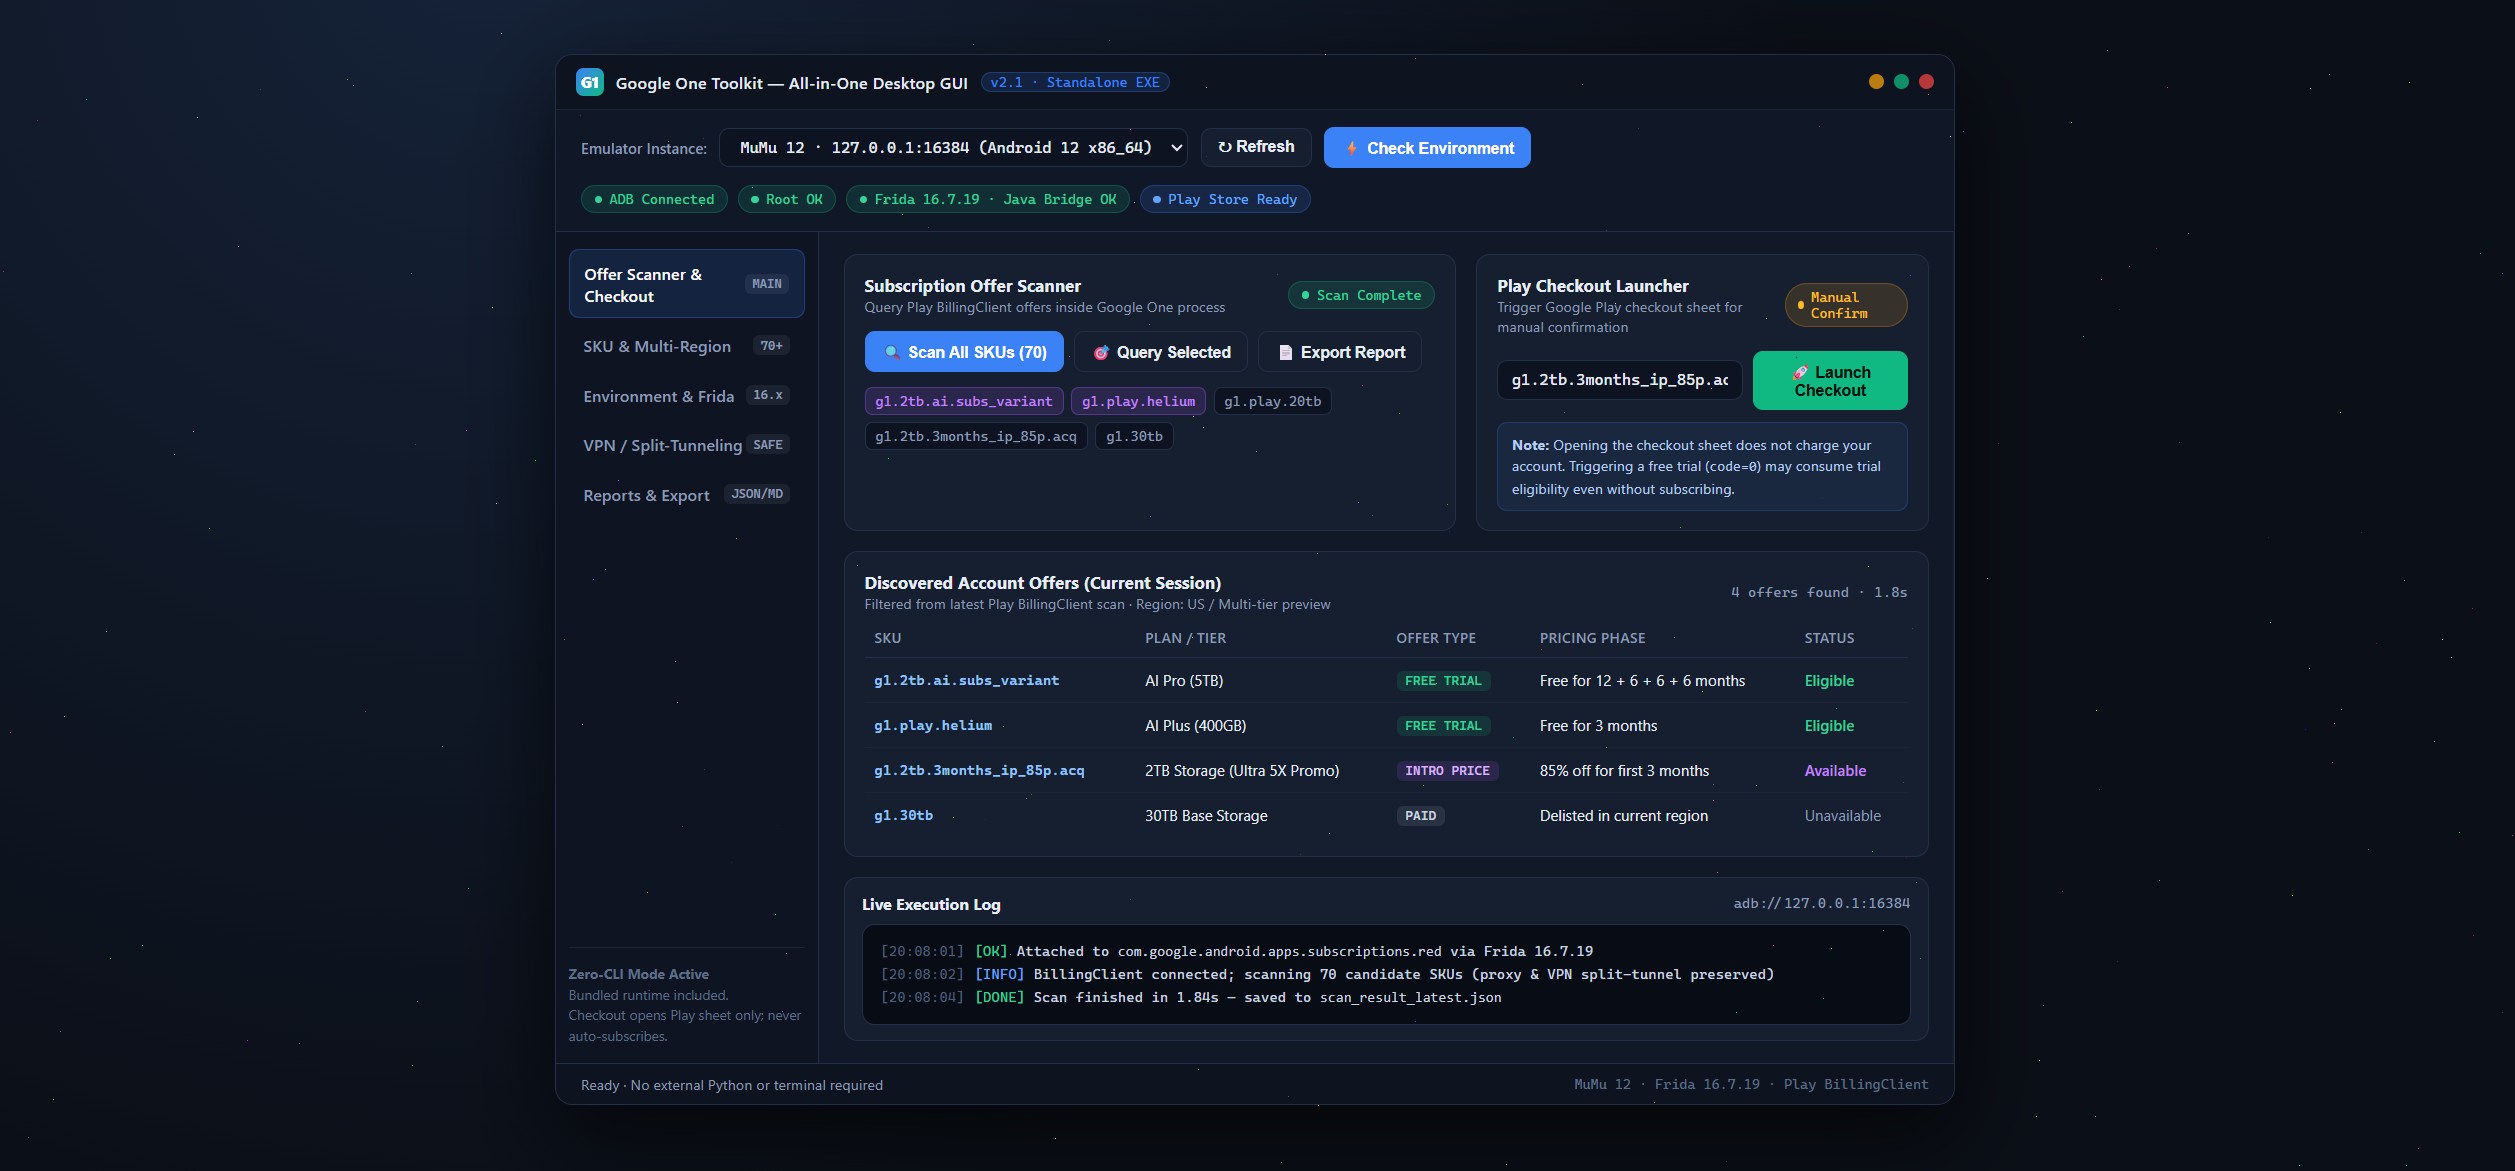 G1 Google One Toolkit — All-in-One Desktop GUI v2.1 · Standalone EXE
Emulator Instance: MuMu 12 · 127.0.0.1:16384 (Android 12 x86_64) ↻ Refresh ⚡ Check Environment
ADB Connected Root OK Frida 16.7.19 · Java Bridge OK Play Store Ready
Offer Scanner &
Checkout
MAIN
SKU & Multi-Region 70+
Environment & Frida 16.x
VPN / Split-Tunneling SAFE
Reports & Export JSON/MD
Zero-CLI Mode Active
Bundled runtime included.
Checkout opens Play sheet only; never
auto-subscribes.
Subscription Offer Scanner
Query Play BillingClient offers inside Google One process
Scan Complete
🔍 Scan All SKUs (70) 🎯 Query Selected 📄 Export Report
g1.2tb.ai.subs_variant g1.play.helium g1.play.20tb
g1.2tb.3months_ip_85p.acq g1.30tb
Play Checkout Launcher
Trigger Google Play checkout sheet for
manual confirmation
Manual
Confirm
g1.2tb.3months_ip_85p.ac
🚀 Launch
Checkout
Note: Opening the checkout sheet does not charge your
account. Triggering a free trial (code=0) may consume trial
eligibility even without subscribing.
Discovered Account Offers (Current Session)
Filtered from latest Play BillingClient scan · Region: US / Multi-tier preview
4 offers found · 1.8s
SKU PLAN / TIER OFFER TYPE PRICING PHASE STATUS
g1.2tb.ai.subs_variant AI Pro (5TB) FREE TRIAL Free for 12 + 6 + 6 + 6 months Eligible
g1.play.helium AI Plus (400GB) FREE TRIAL Free for 3 months Eligible
g1.2tb.3months_ip_85p.acq 2TB Storage (Ultra 5X Promo) INTRO PRICE 85% off for first 3 months Available
g1.30tb 30TB Base Storage PAID Delisted in current region Unavailable
Live Execution Log adb://127.0.0.1:16384
[20:08:01] [OK] Attached to com.google.android.apps.subscriptions.red via Frida 16.7.19
[20:08:02] [INFO] BillingClient connected; scanning 70 candidate SKUs (proxy & VPN split-tunnel preserved)
[20:08:04] [DONE] Scan finished in 1.84s — saved to scan_result_latest.json
Ready · No external Python or terminal required MuMu 12 · Frida 16.7.19 · Play BillingClient